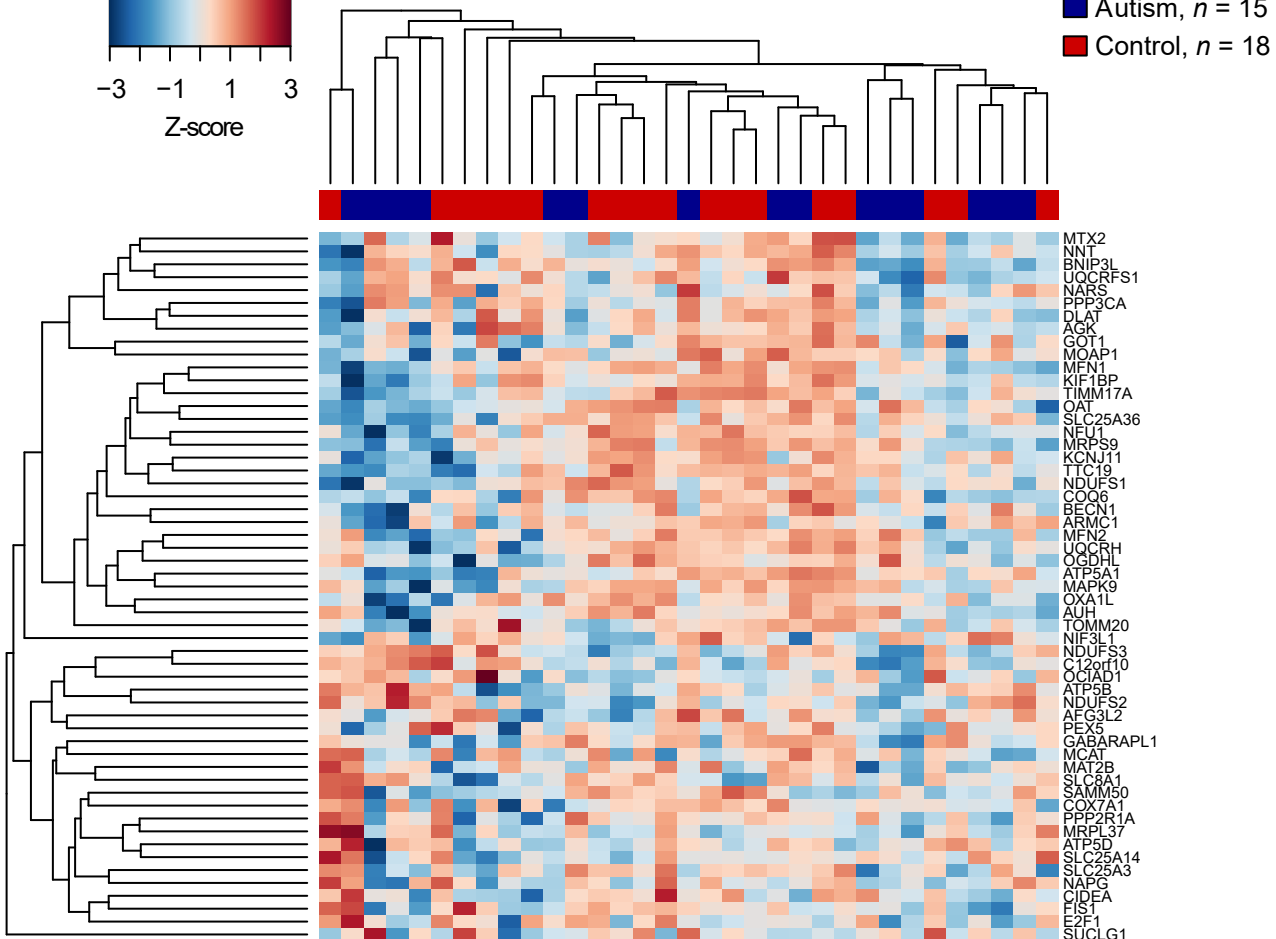 Autism, n = 15
Control, n = 18
−3 −1 1 3
Z-score
MTX2
NNT
BNIP3L
UQCRFS1
NARS
PPP3CA
DLAT
AGK
GOT1
MOAP1
MFN1
KIF1BP
TIMM17A
OAT
SLC25A36
NFU1
MRPS9
KCNJ11
TTC19
NDUFS1
COQ6
BECN1
ARMC1
MFN2
UQCRH
OGDHL
ATP5A1
MAPK9
OXA1L
AUH
TOMM20
NIF3L1
NDUFS3
C12orf10
OCIAD1
ATP5B
NDUFS2
AFG3L2
PEX5
GABARAPL1
MCAT
MAT2B
SLC8A1
SAMM50
COX7A1
PPP2R1A
MRPL37
ATP5D
SLC25A14
SLC25A3
NAPG
CIDEA
FIS1
E2F1
SUCLG1